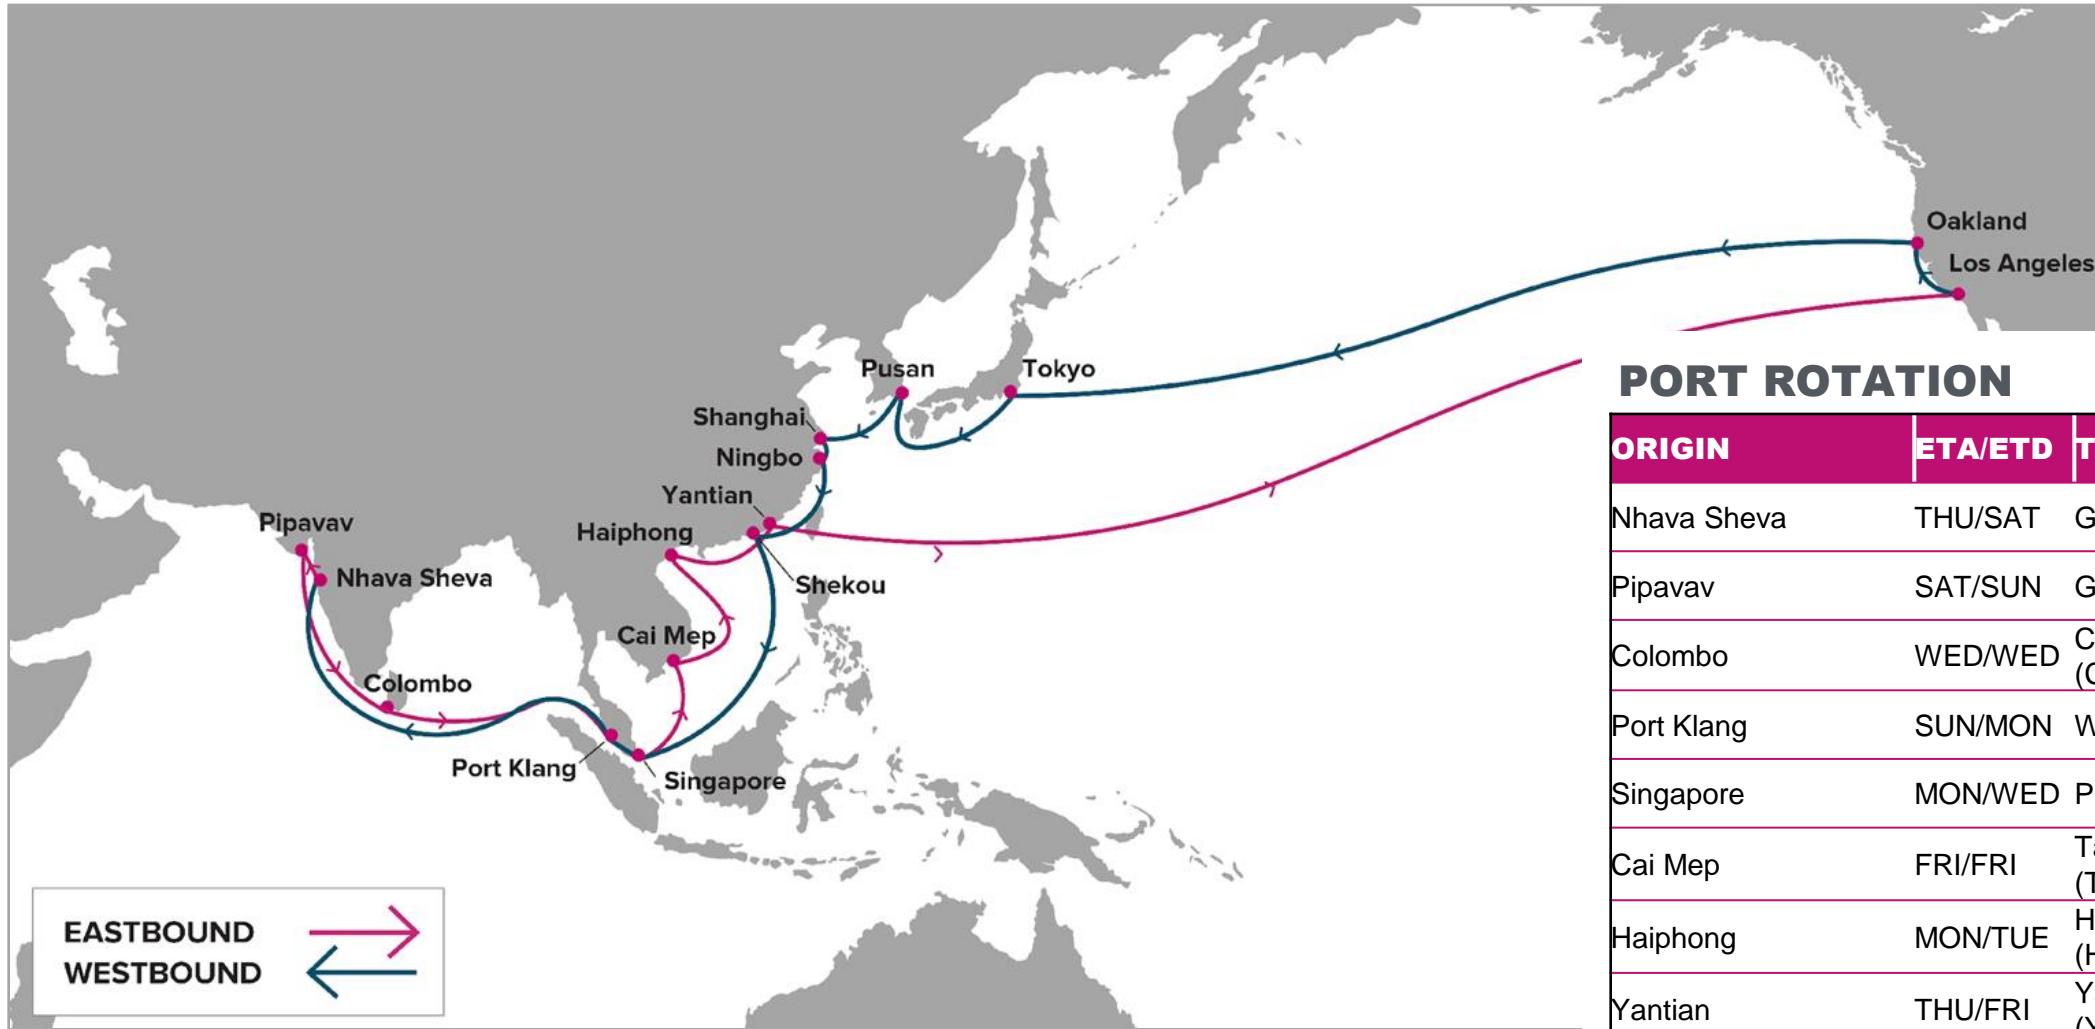 Oakland
Los Angeles
Pusan
Tokyo
Shanghai
Ningbo
Yantian
Haiphong
Pipavav
Nhava Sheva
Shekou
Cai Mep
Colombo
Port Klang
Singapore
EASTBOUND
WESTBOUND
PORT ROTATION
ORIGIN ETA/ETD T
Nhava Sheva THU/SAT G
Pipavav SAT/SUN G
Colombo WED/WED C
(C
Port Klang SUN/MON W
Singapore MON/WED P
Cai Mep FRI/FRI Ta
(T
Haiphong MON/TUE H
(H
Yantian THU/FRI Y